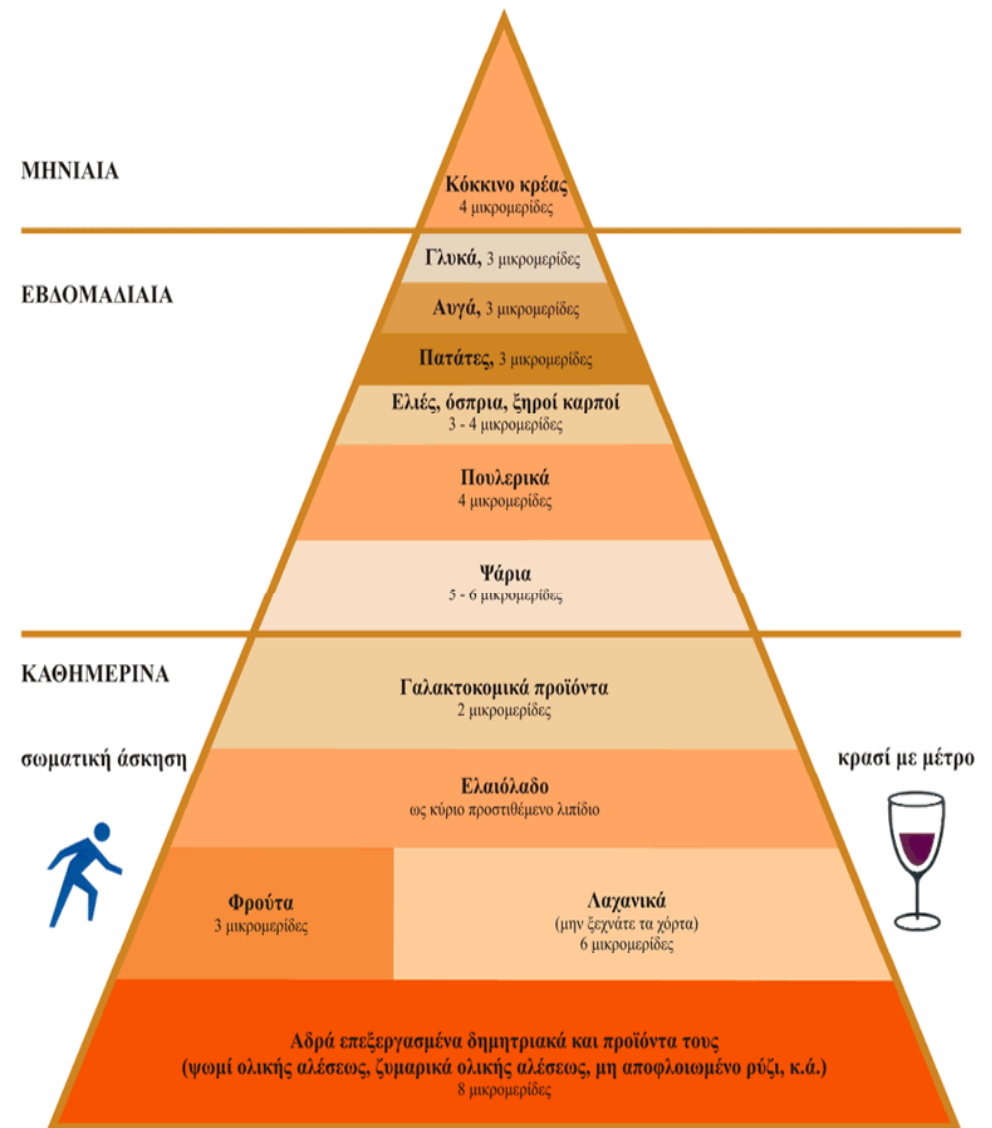 ΜΗΝΙΑΙΑ
Κόκκινο κρέας
4 μικρομερίδες
Γλυκά, 3 μικρομερίδες
ΕΒΔΟΜΑΔΙΑΙΑ
Αυγά, 3 μικρομερίδες
Πατάτες, 3 μικρομερίδες
Ελιές, όσπρια, ξηροί καρποί
3 - 4 μικρομερίδες
Πουλερικά
4 μικρομερίδες
Ψάρια
5 - 6 μικρομερίδες
ΚΑΘΗΜΕΡΙΝΑ
Γαλακτοκομικά προϊόντα
2 μικρομερίδες
σωματική άσκηση
κρασί με μέτρο
Ελαιόλαδο
ως κύριο προστιθέμενο λιπίδιο
Φρούτα
3 μικρομερίδες
Λαχανικά
(μην ξεχνάτε τα χόρτα)
6 μικρομερίδες
Αδρά επεξεργασμένα δημητριακά και προϊόντα τους
(ψωμί ολικής αλέσεως, ζυμαρικά ολικής αλέσεως, μη αποφλοιωμένο ρύζι, κ.ά.)
8 μικρομερίδες